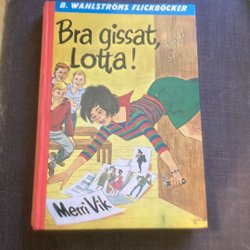 B. WAHLSTRÖMS FLICKBÖCKER
Bra gissat,
Lotta!
Merri Vik